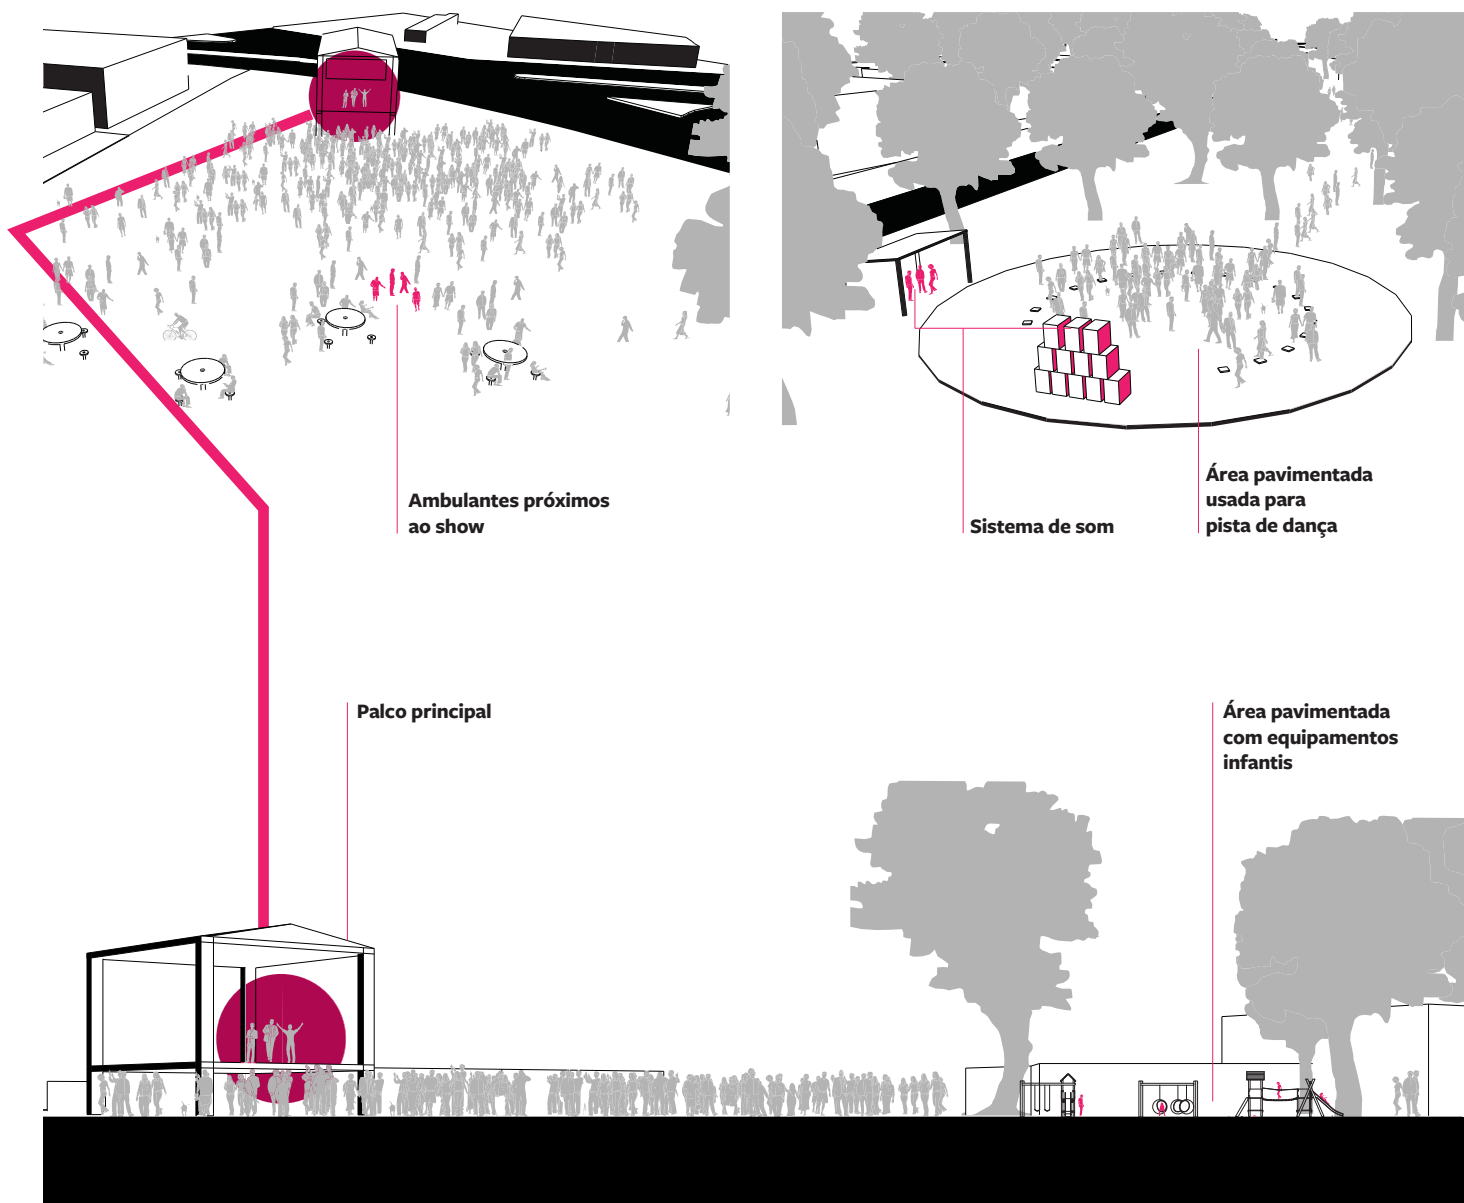 Ambulantes próximos
ao show
Sistema de som
Área pavimentada
usada para
pista de dança
Palco principal
Área pavimentada
com equipamentos
infantis